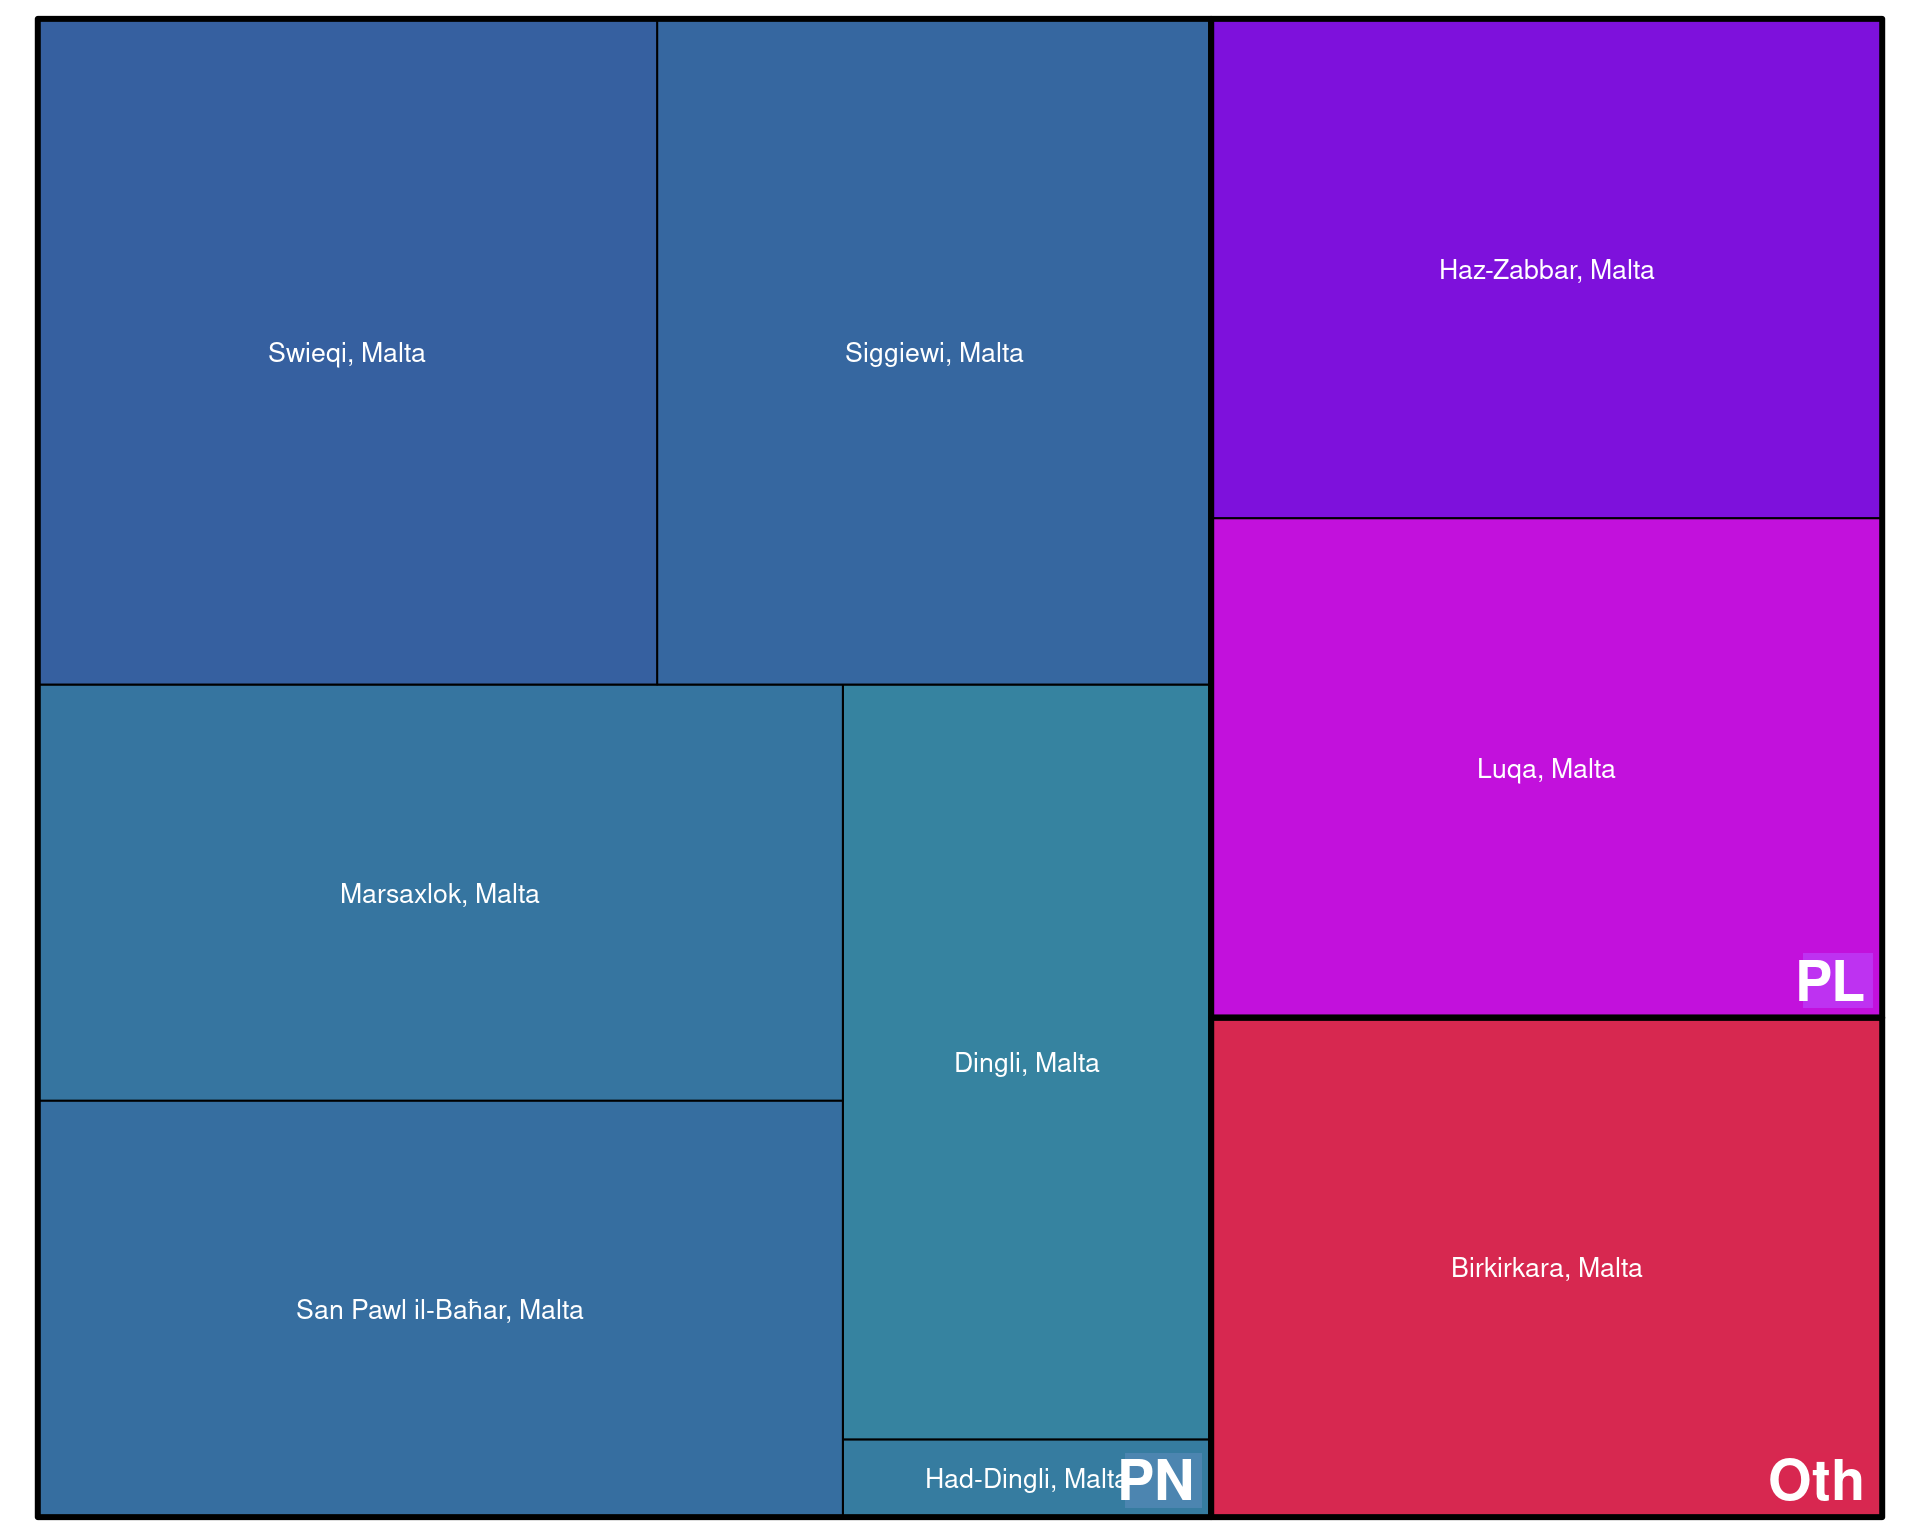 Swieqi, Malta
Siggiewi, Malta
Haz-Zabbar, Malta
Luqa, Malta
PL
Marsaxlok, Malta
Dingli, Malta
San Pawl il-Baħar, Malta
Birkirkara, Malta
Had-Dingli, Malta
PN
Oth